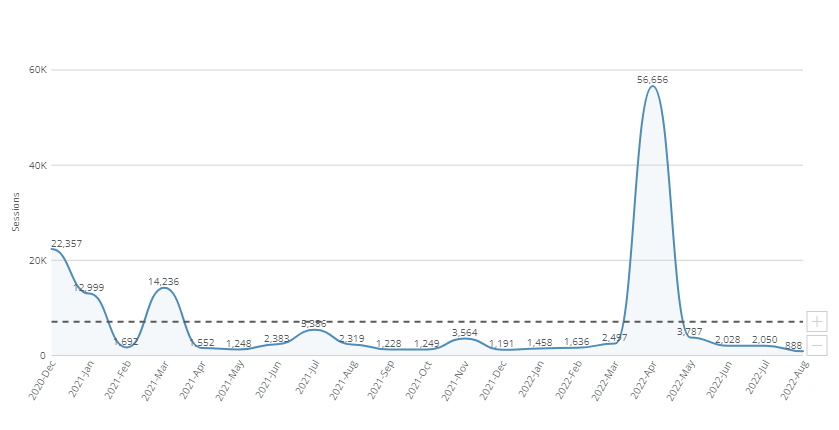 60K
40K
20K
0
Sessions
22,357
12,999
1,692
14,236
1,552
1,248
2,383
5,386
2,319
1,228
1,249
3,564
1,191
1,458
1,636
2,497
56,656
3,787
2,028
2,050
888
+
−
2020-Dec
2021-Jan
2021-Feb
2021-Mar
2021-Apr
2021-May
2021-Jun
2021-Jul
2021-Aug
2021-Sep
2021-Oct
2021-Nov
2021-Dec
2022-Jan
2022-Feb
2022-Mar
2022-Apr
2022-May
2022-Jun
2022-Jul
2022-Aug